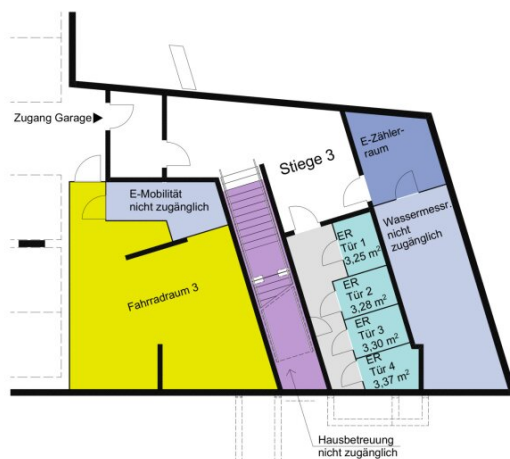 Zugang Garage
Stiege 3
E-Zähler-
raum
E-Mobilität
nicht zugänglich
Wassermessr.
nicht
zugänglich
Fahrradraum 3
ER
Tür 1
3,25 m²
ER
Tür 2
3,28 m²
ER
Tür 3
3,30 m²
ER
Tür 4
3,37 m²
Hausbetreuung
nicht zugänglich